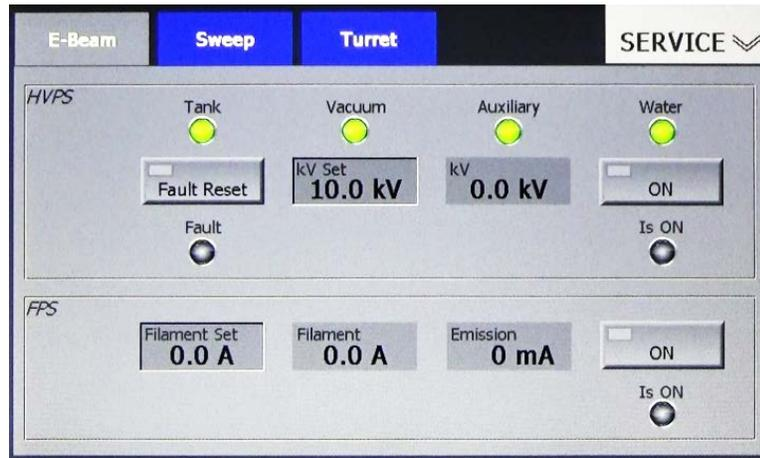 E-Beam Sweep Turret SERVICE
HVPS
Tank Vacuum Auxiliary Water
Fault Reset
kV Set
10.0 kV
kV
0.0 kV
ON
Fault
Is ON
FPS
Filament Set
0.0 A
Filament
0.0 A
Emission
0 mA
ON
Is ON